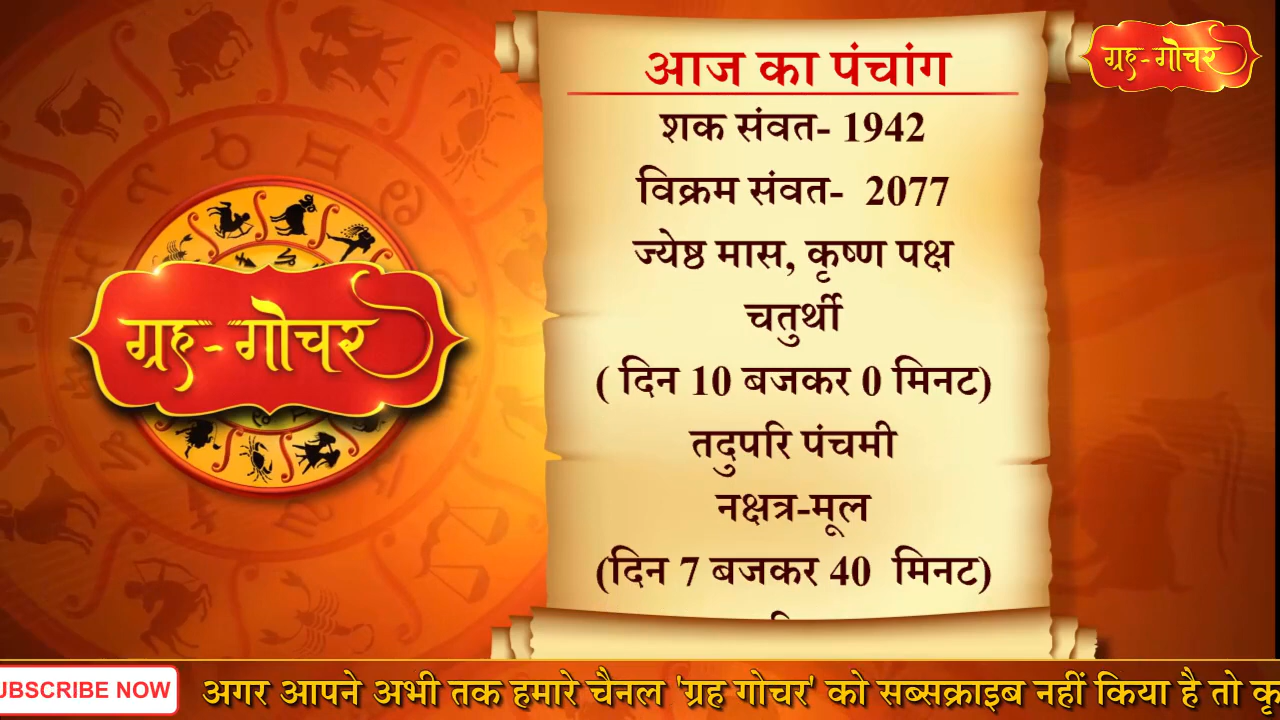 आज का पंचांग
ग्रह-गोचर
शक संवत- 1942
विक्रम संवत- 2077
ज्येष्ठ मास, कृष्ण पक्ष
चतुर्थी
( दिन 10 बजकर 0 मिनट)
तदुपरि पंचमी
नक्षत्र-मूल
(दिन 7 बजकर 40 मिनट)
ग्रह-गोचर
NOW
अगर आपने अभी तक हमारे चैनल 'ग्रह गोचर' को सब्सक्राइब नहीं किया है तो